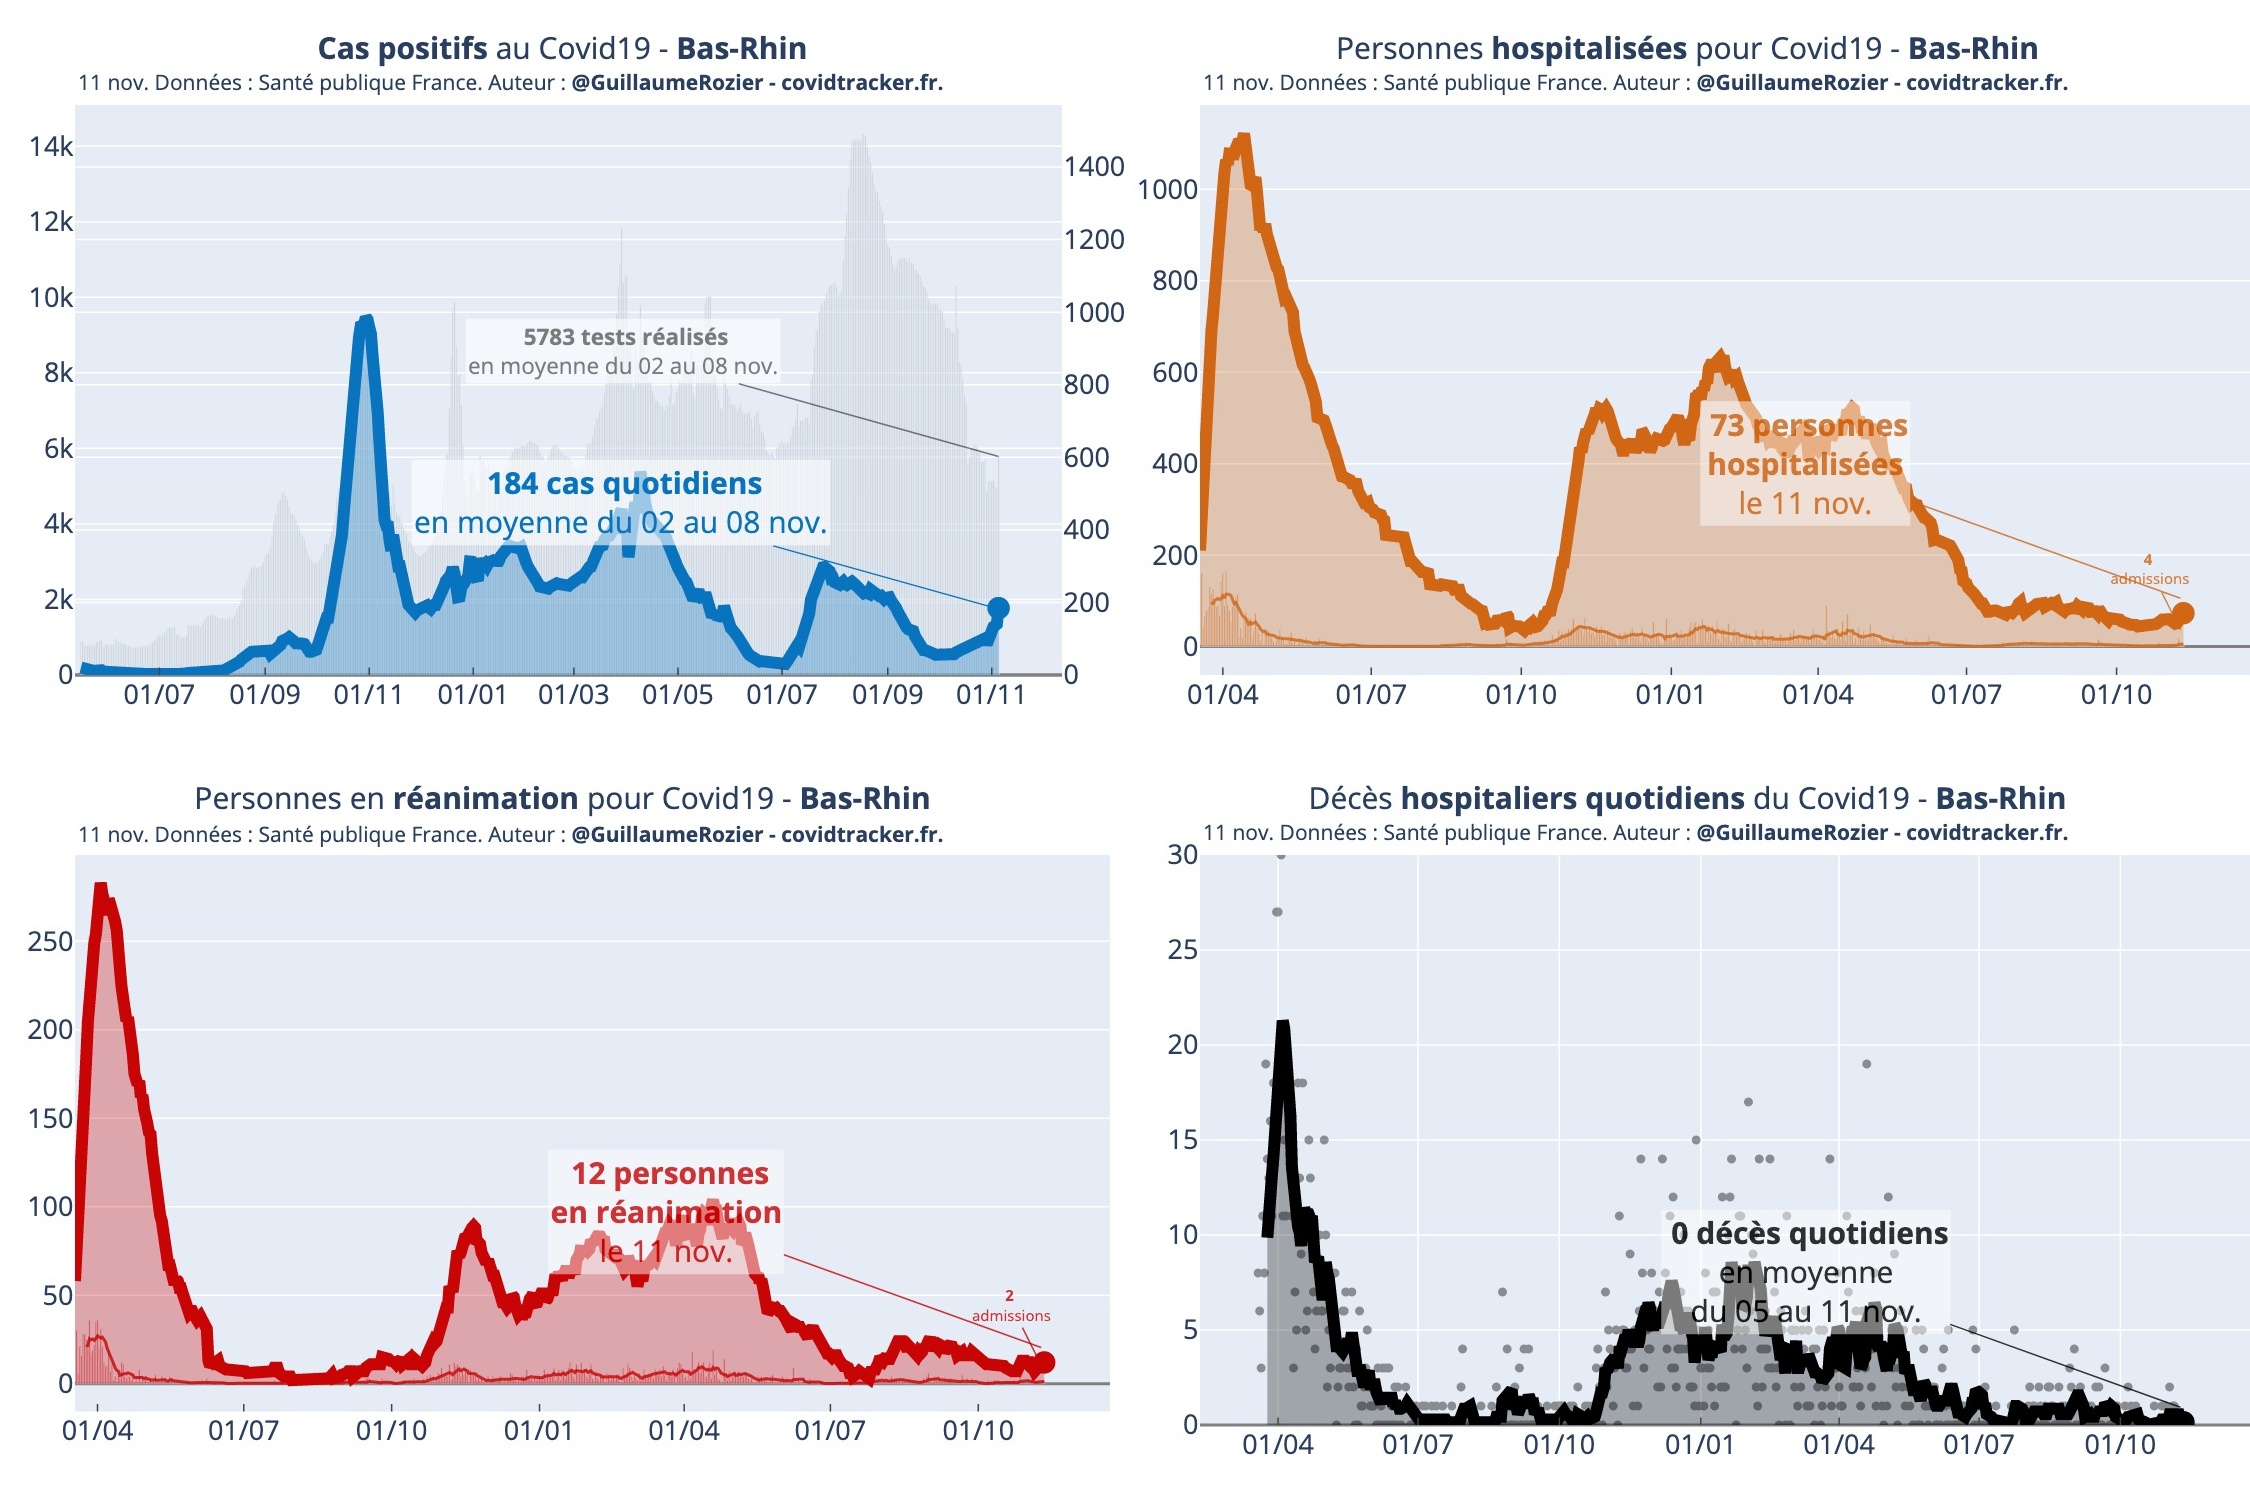 Cas positifs au Covid19 - Bas-Rhin
11 nov. Données : Santé publique France. Auteur : @GuillaumeRozier - covidtracker.fr.
14k
12k
10k
8k
6k
4k
2k
0
1400
1200
1000
800
600
400
200
0
5783 tests réalisés
en moyenne du 02 au 08 nov.
184 cas quotidiens
en moyenne du 02 au 08 nov.
01/07 01/09 01/11 01/01 01/03 01/05 01/07 01/09 01/11
Personnes hospitalisées pour Covid19 - Bas-Rhin
11 nov. Données : Santé publique France. Auteur : @GuillaumeRozier - covidtracker.fr.
1000
800
600
400
200
0
73 personnes
hospitalisées
le 11 nov.
4
admissions
01/04 01/07 01/10 01/01 01/04 01/07 01/10
Personnes en réanimation pour Covid19 - Bas-Rhin
11 nov. Données : Santé publique France. Auteur : @GuillaumeRozier - covidtracker.fr.
250
200
150
100
50
0
12 personnes
en réanimation
le 11 nov.
2
admissions
01/04 01/07 01/10 01/01 01/04 01/07 01/10
Décès hospitaliers quotidiens du Covid19 - Bas-Rhin
11 nov. Données : Santé publique France. Auteur : @GuillaumeRozier - covidtracker.fr.
30
25
20
15
10
5
0
0 décès quotidiens
en moyenne
du 05 au 11 nov.
01/04 01/07 01/10 01/01 01/04 01/07 01/10